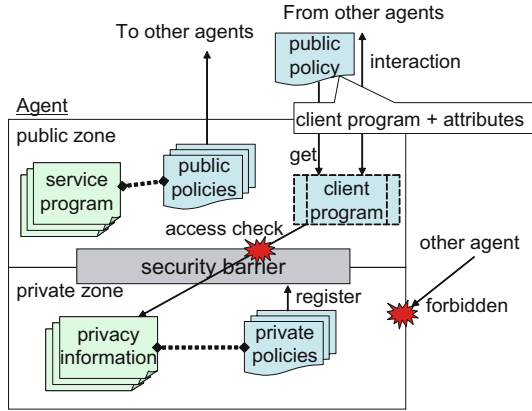 From other agents
To other agents
public
policy
interaction
Agent
client program + attributes
public zone
get
public
policies
service
program
client
program
access check
security barrier
other agent
private zone
register
forbidden
privacy
information
private
policies